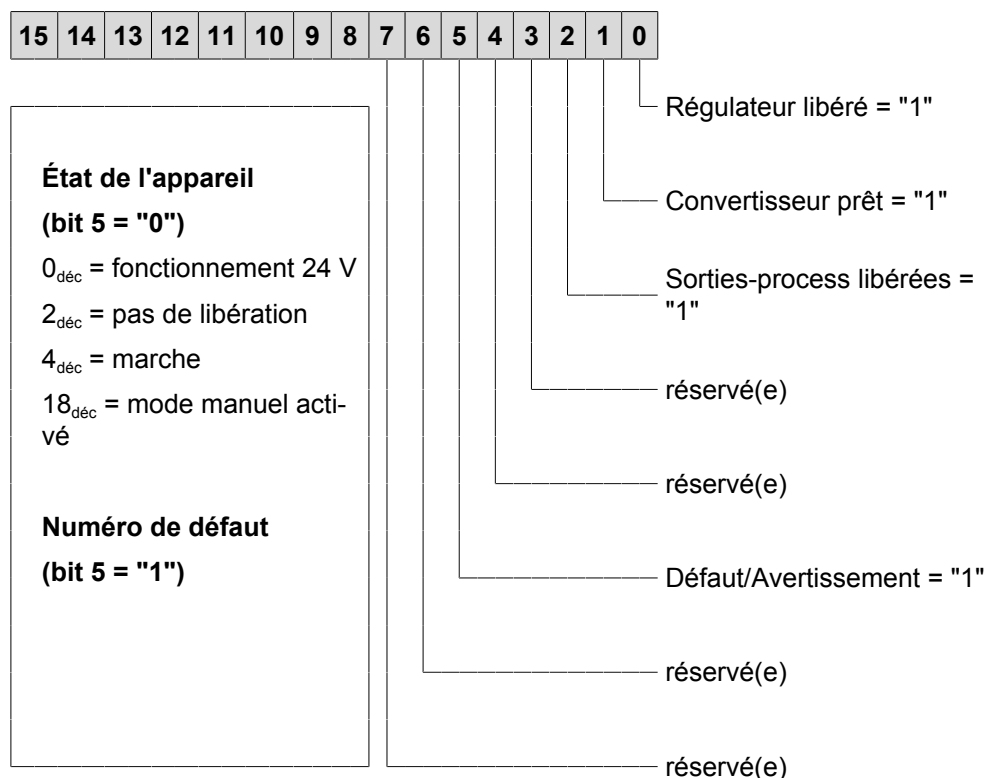 15 14 13 12 11 10 9 8 7 6 5 4 3 2 1 0
État de l'appareil
(bit 5 = "0")
0déc = fonctionnement 24 V
2déc = pas de libération
4déc = marche
18déc = mode manuel acti-
vé
Numéro de défaut
(bit 5 = "1")
Régulateur libéré = "1"
Convertisseur prêt = "1"
Sorties-process libérées =
"1"
réservé(e)
réservé(e)
Défaut/Avertissement = "1"
réservé(e)
réservé(e)